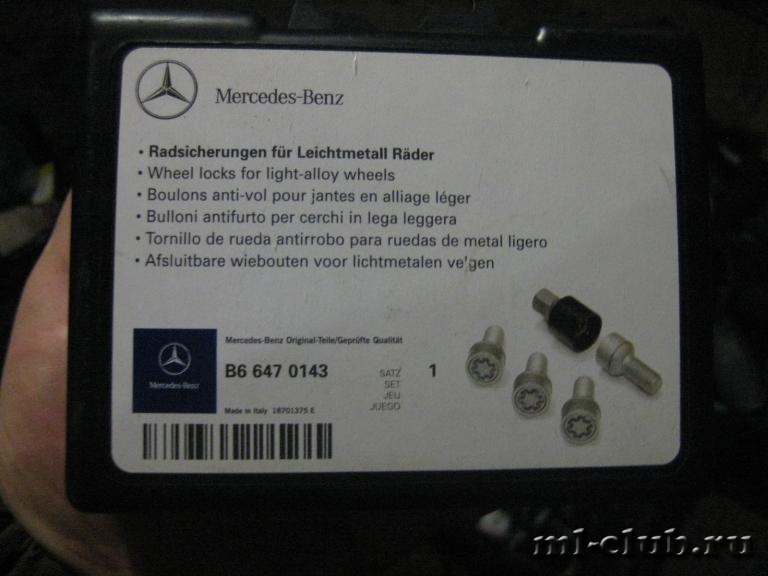 Mercedes-Benz
• Radsicherungen für Leichtmetall Räder
• Wheel locks for light-alloy wheels
• Boulons anti-vol pour jantes en alliage léger
• Bulloni antifurto per cerchi in lega leggera
• Tornillo de rueda antirrobo para ruedas de metal ligero
• Afsluitbare wiebouten voor lichtmetalen ve'gen
Mercedes-Benz Original-Teile/Geprüfte Qualität
Mercedes-Benz
B6 647 0143
SATZ 1
SET
JEU
JUEGO
Made in Italy 18701375 E
ml-club.ru